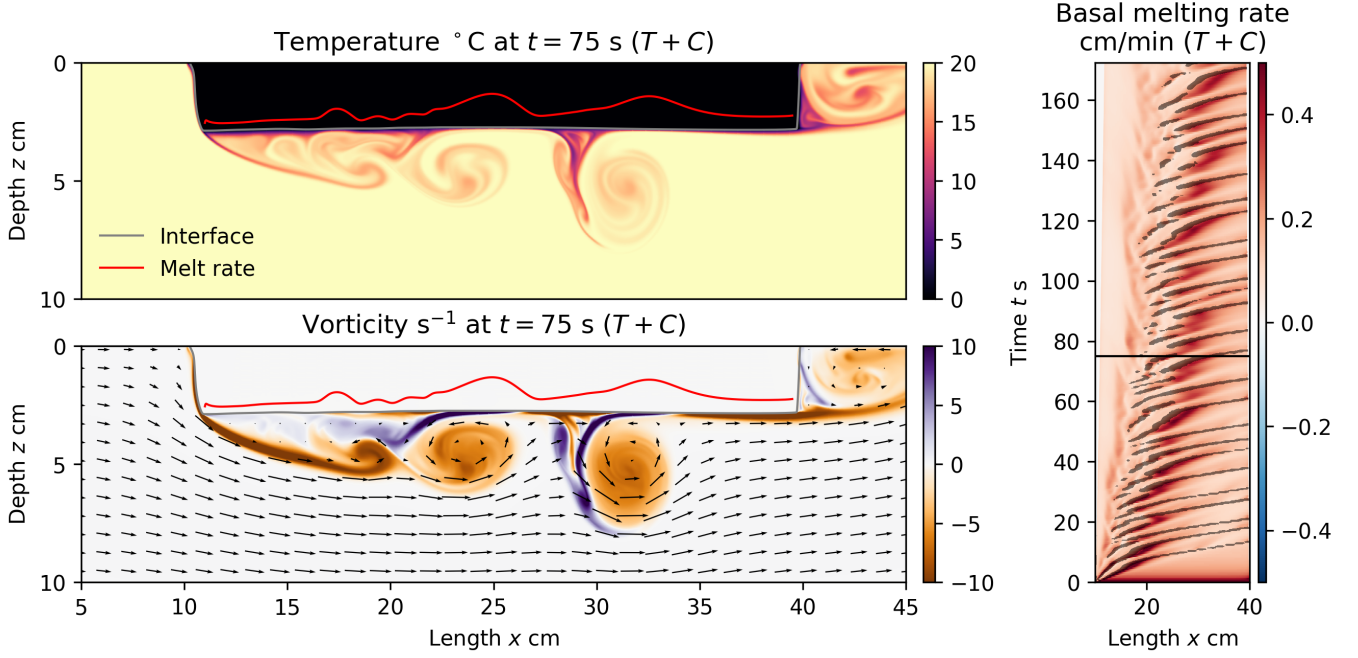 Temperature °C at t = 75 s (T + C)
0
5
10
Depth z cm
Interface
Melt rate
20
15
10
5
0
Vorticity s⁻¹ at t = 75 s (T + C)
0
5
10
Depth z cm
10
5
0
−5
−10
5 10 15 20 25 30 35 40 45
Length x cm
Basal melting rate
cm/min (T + C)
160
140
120
100
80
60
40
20
0
Time t s
20 40
Length x cm
0.4
0.2
0.0
−0.2
−0.4